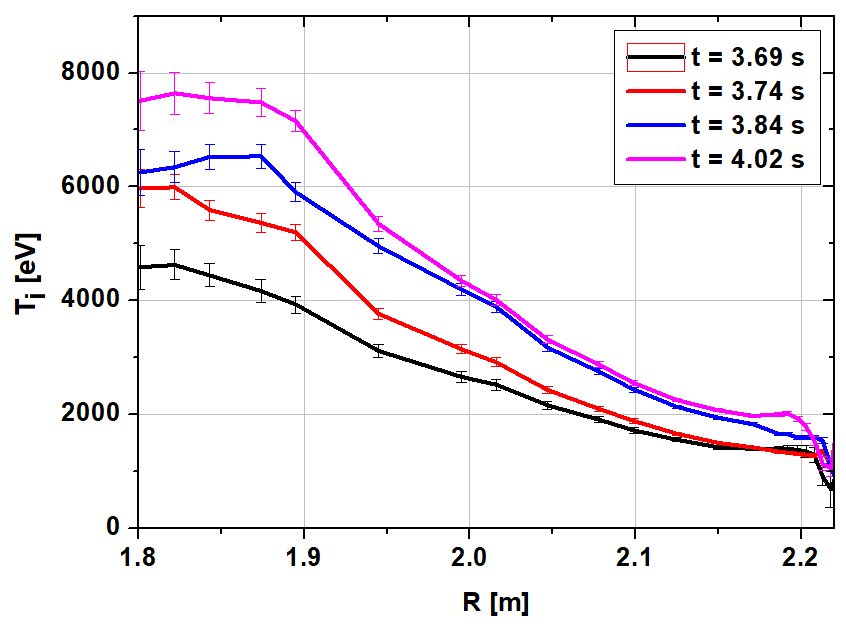 8000
6000
4000
2000
0
Ti [eV]
1.8
1.9
2.0
2.1
2.2
R [m]
t = 3.69 s
t = 3.74 s
t = 3.84 s
t = 4.02 s